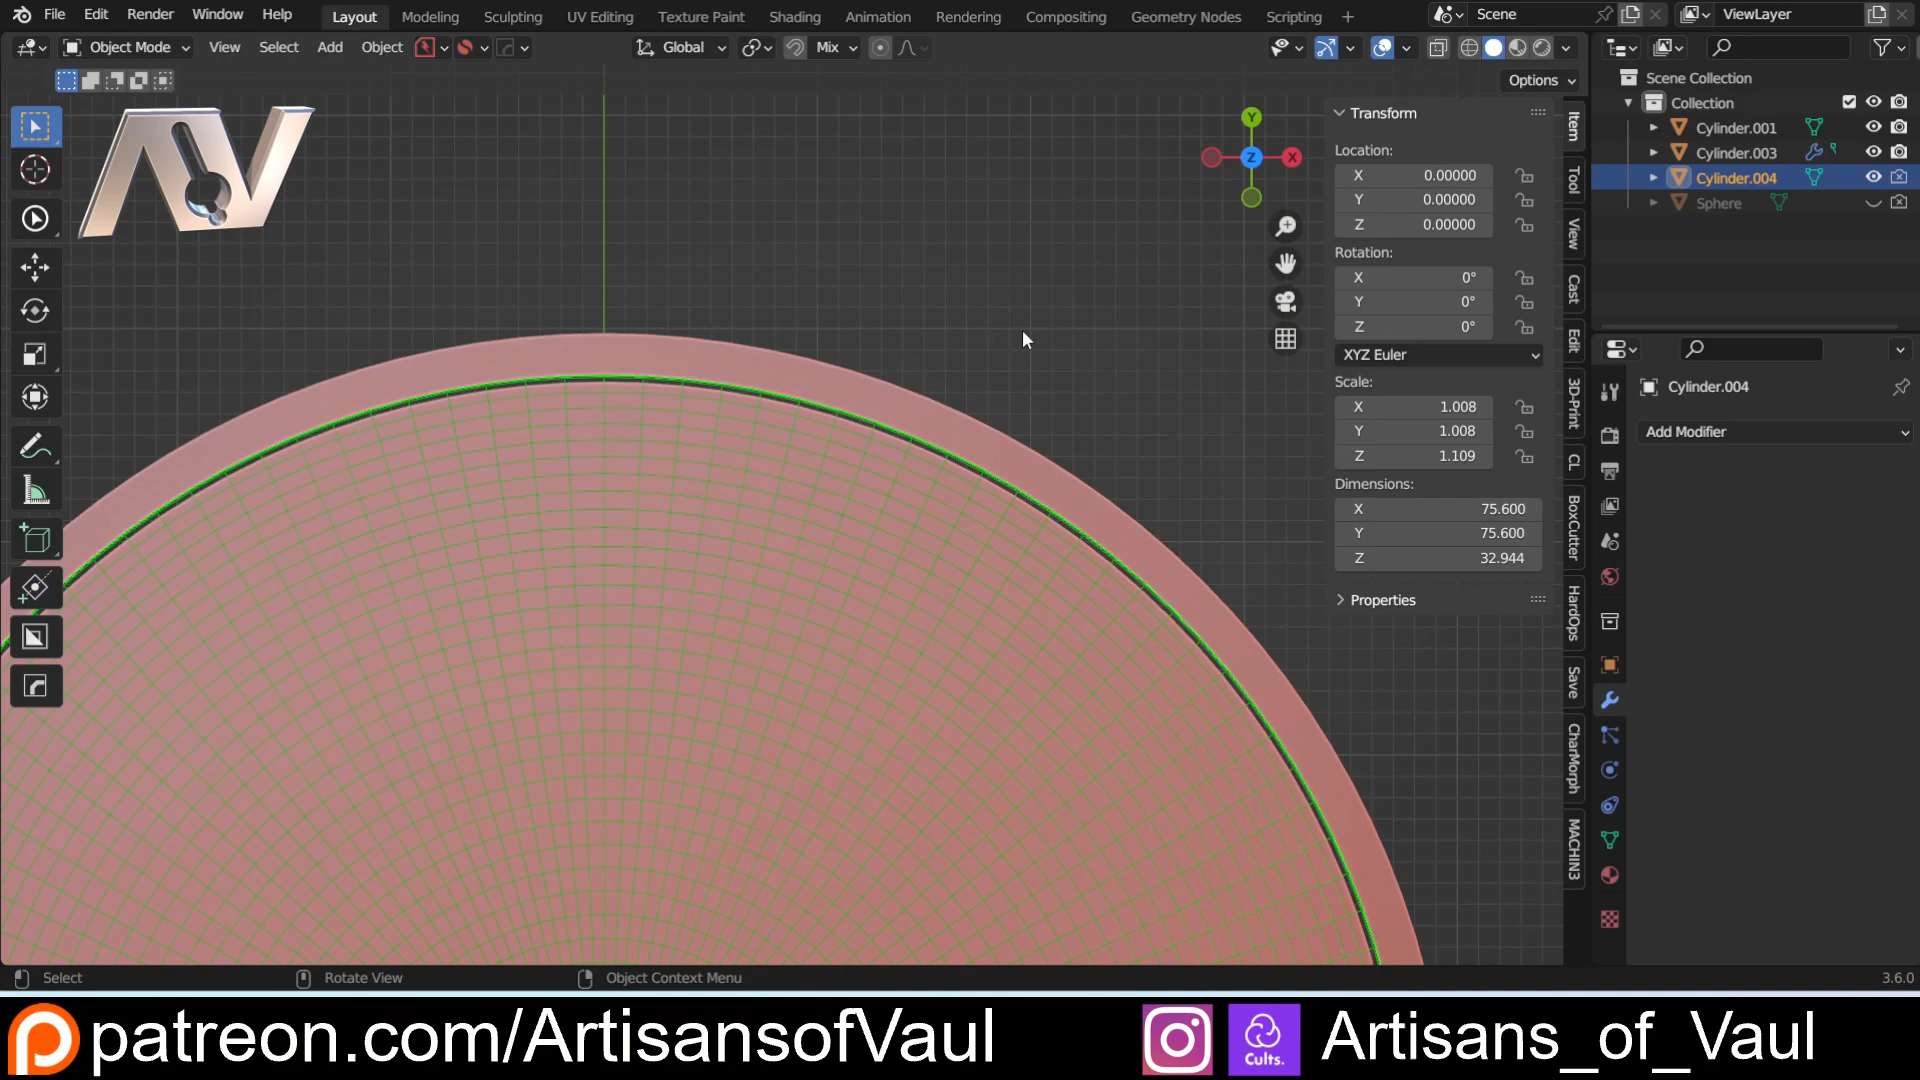 File Edit Render Window Help Layout Modeling Sculpting UV Editing Texture Paint Shading Animation Rendering Compositing Geometry Nodes Scripting + Scene ViewLayer
Object Mode View Select Add Object Global Mix
Options
AV
Transform
Location:
X 0.00000
Y 0.00000
Z 0.00000
Rotation:
X 0°
Y 0°
Z 0°
XYZ Euler
Scale:
X 1.008
Y 1.008
Z 1.109
Dimensions:
X 75.600
Y 75.600
Z 32.944
Properties
Y
Z
X
Item
Tool
View
Cast
Edit
3D-Print
CL
BoxCutter
HardOps
Save
CharMorph
MACHIN3
Scene Collection
Collection
Cylinder.001
Cylinder.003
Cylinder.004
Sphere
Cylinder.004
Add Modifier
Select Rotate View Object Context Menu 3.6.0
patreon.com/ArtisansofVaul Cults. Artisans_of_Vaul